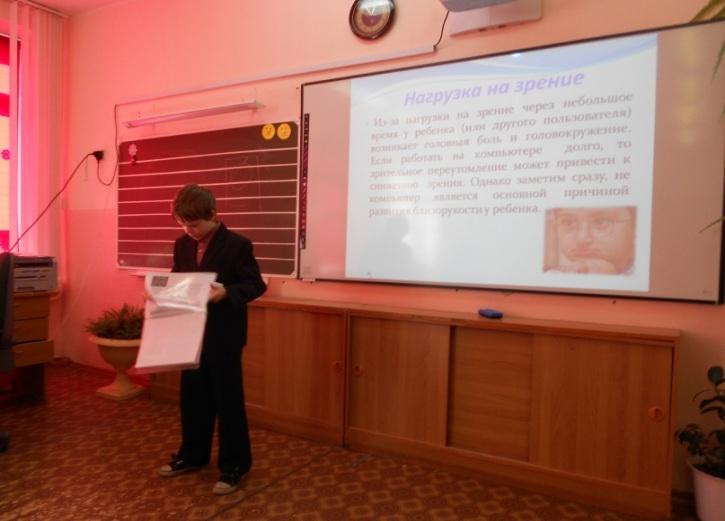 Нагрузка на зрение
Из-за нагрузки на зрение через небольшое
время у ребенка (или другого пользователя)
возникает головная боль и головокружение.
Если работать на компьютере долго, то
зрительное переутомление может привести к
снижению зрения. Однако заметим сразу, не
компьютер является основной причиной
развития близорукости у ребенка.